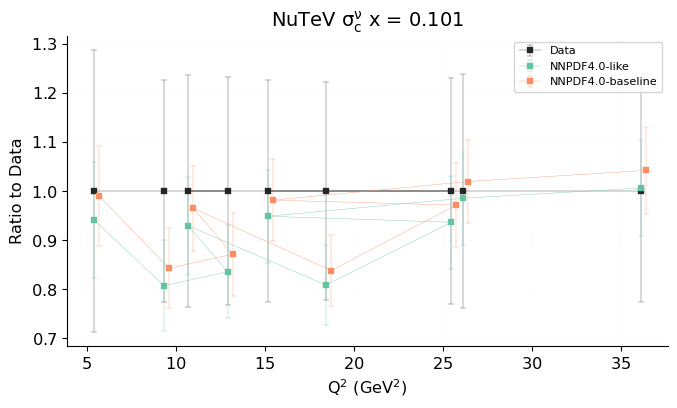 NuTeV σ_c^ν x = 0.101
Data
NNPDF4.0-like
NNPDF4.0-baseline
Ratio to Data
1.3
1.2
1.1
1.0
0.9
0.8
0.7
5 10 15 20 25 30 35
Q² (GeV²)